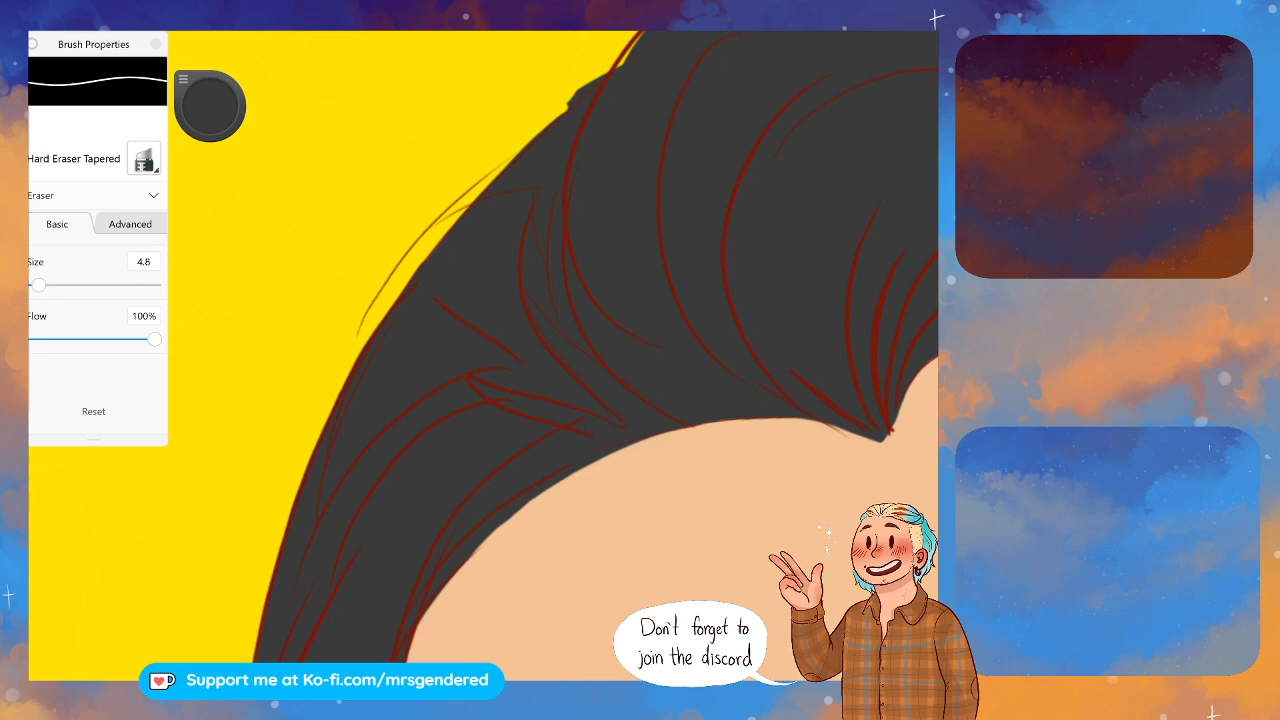 Brush Properties
Hard Eraser Tapered
Eraser
Basic
Advanced
Size
4.8
Flow
100%
Reset
Don't forget to
join the discord
Support me at Ko-fi.com/mrsgendered